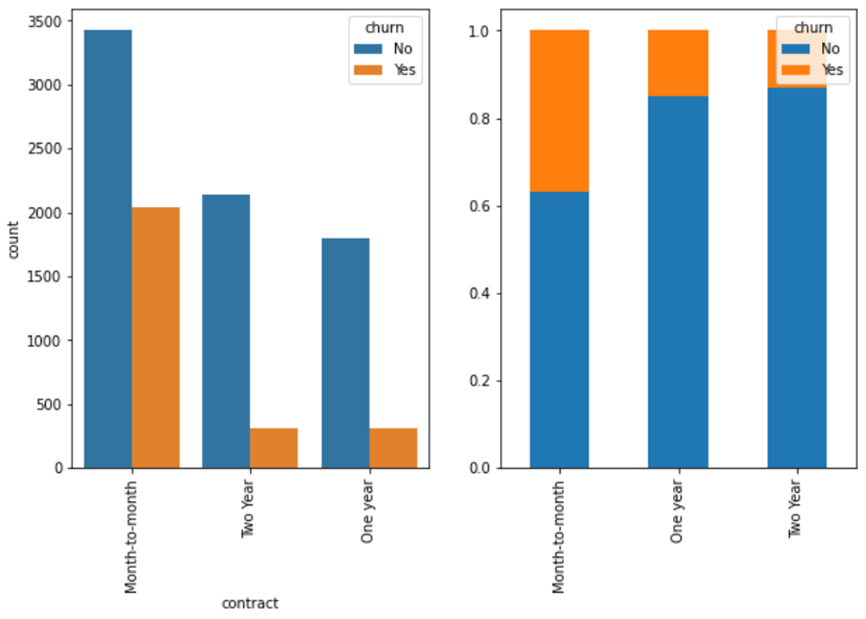 count
3500
3000
2500
2000
1500
1000
500
0
churn
No
Yes
Month-to-month
Two Year
One year
contract
1.0
0.8
0.6
0.4
0.2
0.0
churn
No
Yes
Month-to-month
One year
Two Year